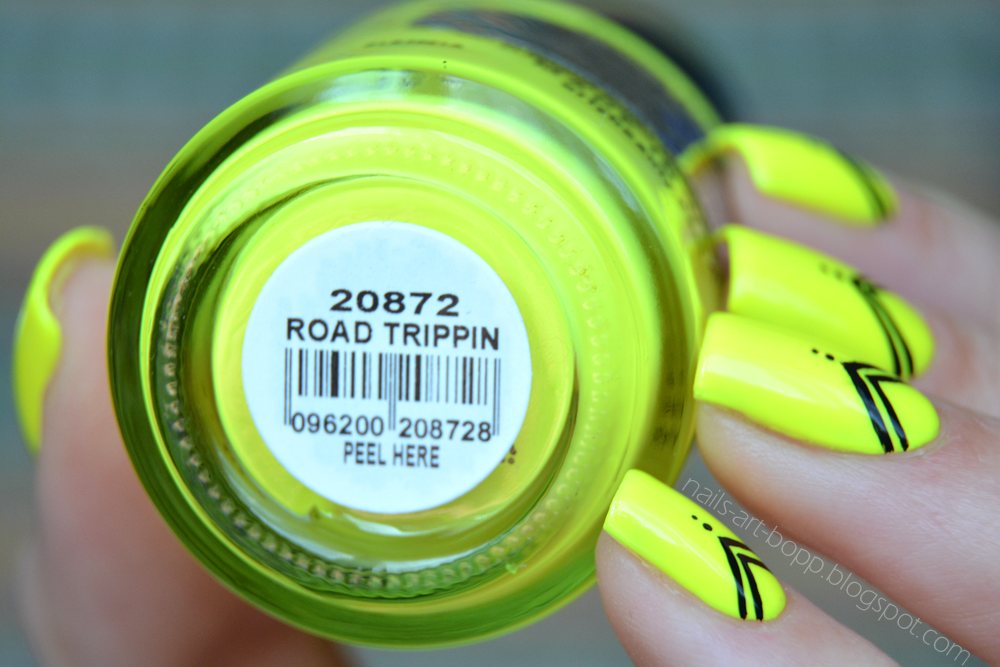 20872
ROAD TRIPPIN
096200 208728
PEEL HERE
nails-art-bopp.blogspot.com